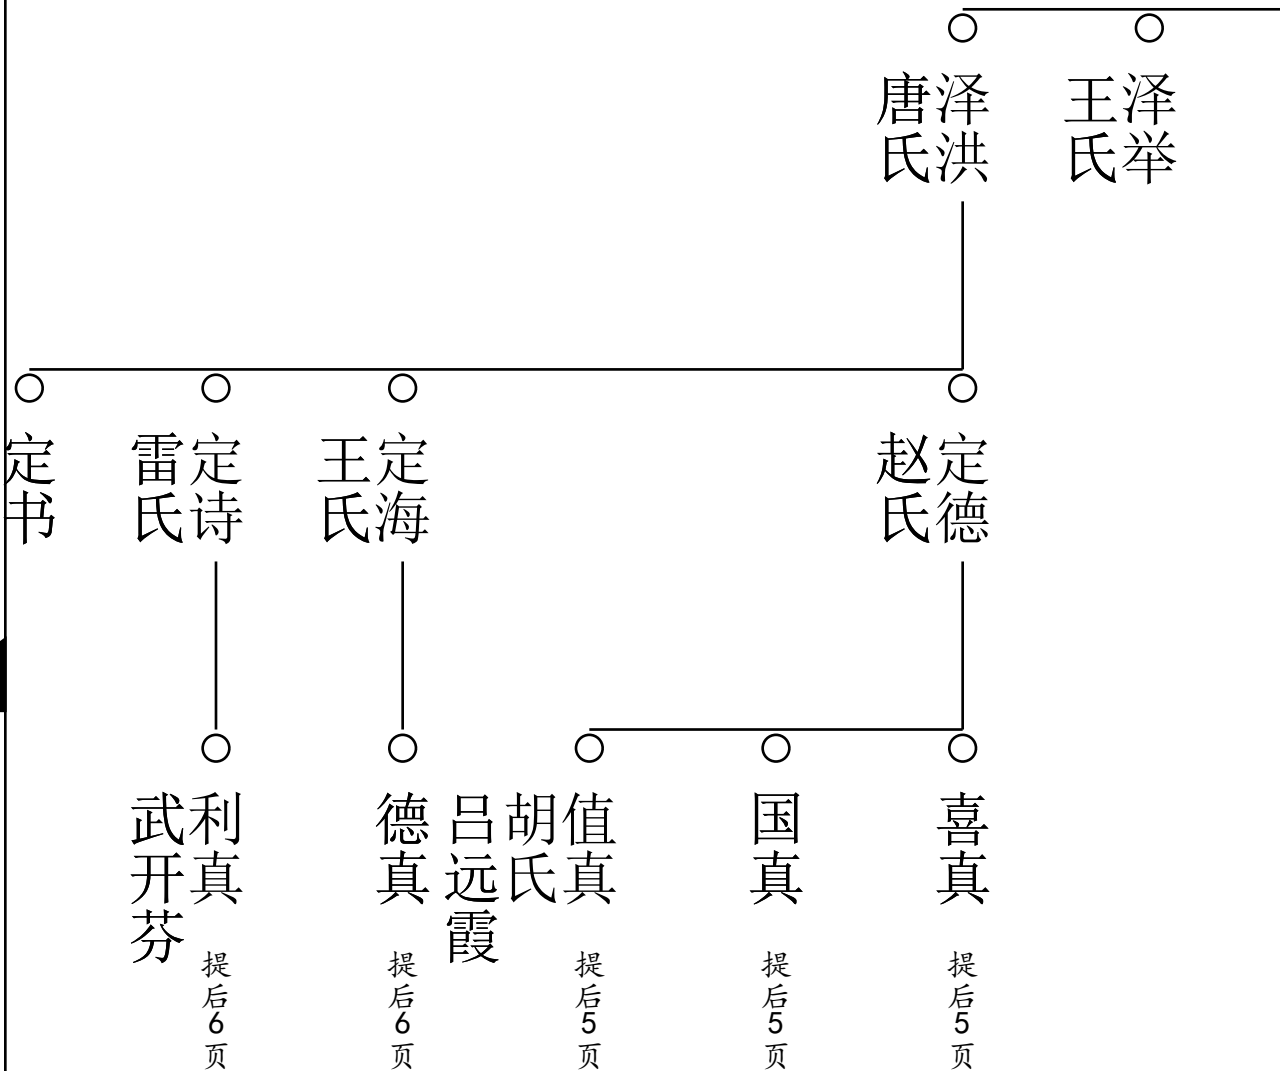 泽举
王氏
泽洪
唐氏
定德
赵氏
定海
王氏
定诗
雷氏
定书
喜真
提后5页
国真
提后5页
值真
胡氏
吕远霞
提后5页
德真
提后6页
利真
武开芬
提后6页